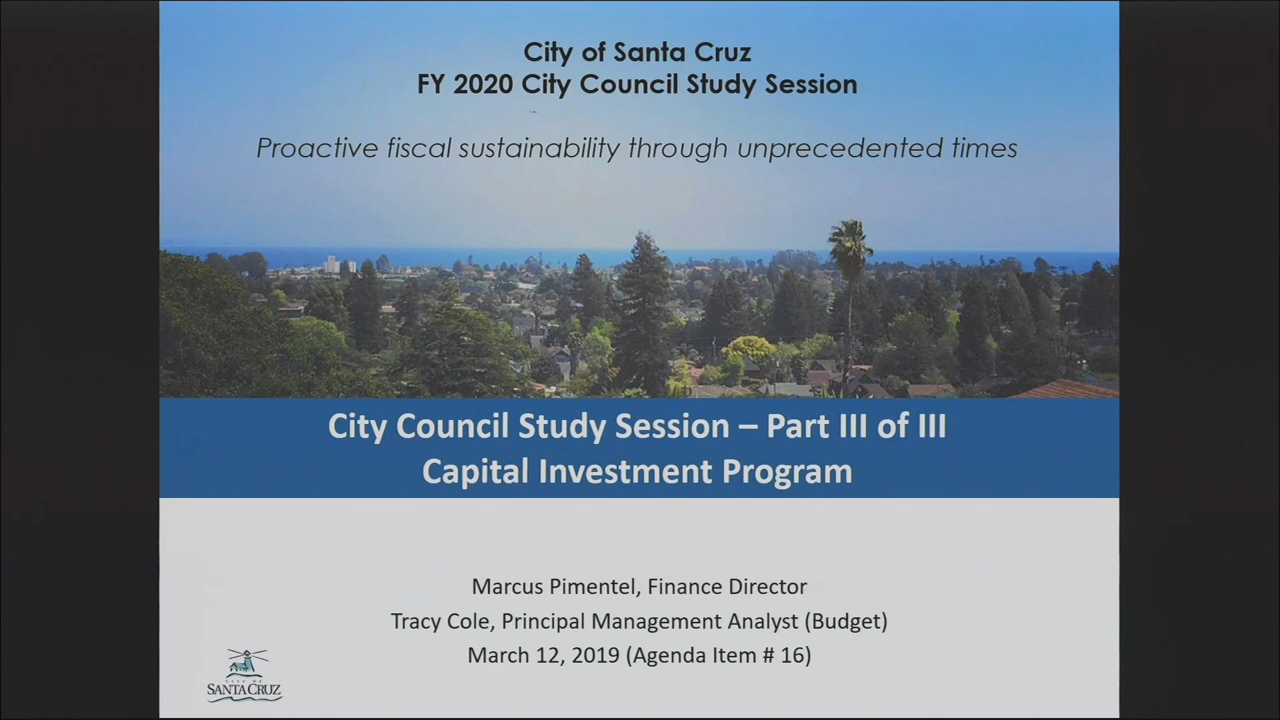 City of Santa Cruz
FY 2020 City Council Study Session
Proactive fiscal sustainability through unprecedented times
City Council Study Session – Part III of III
Capital Investment Program
Marcus Pimentel, Finance Director
Tracy Cole, Principal Management Analyst (Budget)
March 12, 2019 (Agenda Item # 16)
CITY OF
SANTA CRUZ